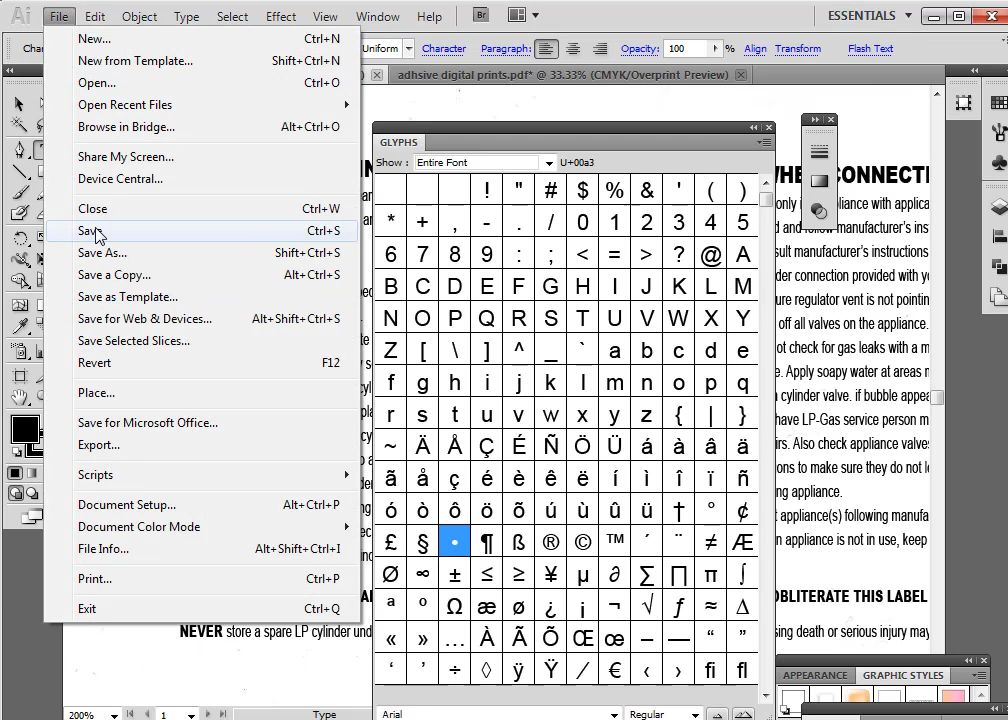 Ai File Edit Object Type Select Effect View Window Help Br ESSENTIALS
Uniform Character Paragraph: Opacity: 100 % Align Transform Flash Text
adhsive digital prints.pdf* @ 33.33% (CMYK/Overprint Preview)
New... Ctrl+N
New from Template... Shift+Ctrl+N
Open... Ctrl+O
Open Recent Files
Browse in Bridge... Alt+Ctrl+O
Share My Screen...
Device Central...
Close Ctrl+W
Save Ctrl+S
Save As... Shift+Ctrl+S
Save a Copy... Alt+Ctrl+S
Save as Template...
Save for Web & Devices... Alt+Shift+Ctrl+S
Save Selected Slices...
Revert F12
Place...
Save for Microsoft Office...
Export...
Scripts
Document Setup... Alt+Ctrl+P
Document Color Mode
File Info... Alt+Shift+Ctrl+I
Print... Ctrl+P
Exit Ctrl+Q
NEVER store a spare LP cylinder und
GLYPHS
Show : Entire Font U+00a3
! " # $ % & ' ( )
* + , - . / 0 1 2 3 4 5
6 7 8 9 : ; < = > ? @ A
B C D E F G H I J K L M
N O P Q R S T U V W X Y
Z [ \ ] ^ _ ` a b c d e
f g h i j k l m n o p q
r s t u v w x y z { | }
~ Ä Å Ç É Ñ Ö Ü á à â ä
ã å ç é è ê ë í ì î ï ñ
ó ò ô ö õ ú ù û ü † ° ¢
£ § • ¶ ß ® © ™ ´ ¨ ≠ Æ
Ø ∞ ± ≤ ≥ ¥ µ ∂ ∑ ∏ π ∫
ª º Ω æ ø ¿ ¡ ¬ √ ƒ ≈ ∆
« » … À Ã Õ Œ œ – — “ ”
‘ ’ ÷ ◊ ÿ Ÿ ⁄ € ‹ › ﬁ ﬂ
Arial Regular
CONNECTI
only i pliance with applica
d and follow manufacturer's ins
sult manufacturer's instructions
der connection provided with y
ure regulator vent is not pointin
off all valves on the appliance.
ot check for gas leaks with a m
e. Apply soapy water at areas m
cylinder valve. if bubble appea
have LP-Gas service person m
irs. Also check appliance valve
ons to make sure they do not l
ng appliance.
t appliance(s) following manufa
n appliance is not in use, keep
OBLITERATE THIS LABEL
sing death or serious injury may
APPEARANCE GRAPHIC STYLES
200% 1 Type